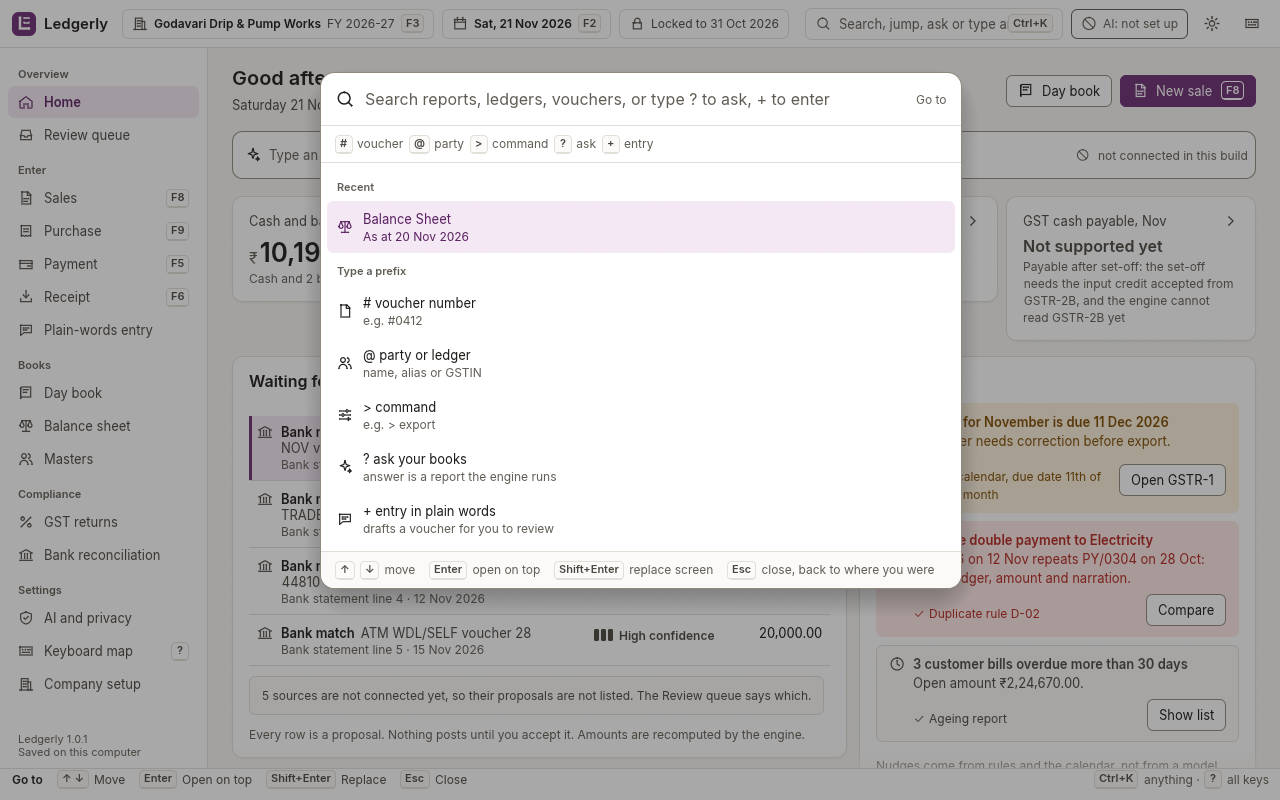 Ledgerly
Godavari Drip & Pump Works FY 2026-27 F3
Sat, 21 Nov 2026 F2
Locked to 31 Oct 2026
Search, jump, ask or type a Ctrl+K
AI: not set up
Overview
Home
Review queue
Enter
Sales F8
Purchase F9
Payment F5
Receipt F6
Plain-words entry
Books
Day book
Balance sheet
Masters
Compliance
GST returns
Bank reconciliation
Settings
AI and privacy
Keyboard map ?
Company setup
Ledgerly 1.0.1
Saved on this computer
Good afte
Saturday 21 No
Day book
New sale F8
Type an
not connected in this build
Cash and b
₹10,19
Cash and 2 b
GST cash payable, Nov
Not supported yet
Payable after set-off: the set-off
needs the input credit accepted from
GSTR-2B, and the engine cannot
read GSTR-2B yet
Search reports, ledgers, vouchers, or type ? to ask, + to enter
Go to
# voucher @ party > command ? ask + entry
Recent
Balance Sheet
As at 20 Nov 2026
Type a prefix
# voucher number
e.g. #0412
@ party or ledger
name, alias or GSTIN
> command
e.g. > export
? ask your books
answer is a report the engine runs
+ entry in plain words
drafts a voucher for you to review
↑ ↓ move Enter open on top Shift+Enter replace screen Esc close, back to where you were
Waiting fo
Bank m
NOV v
Bank st
Bank m
TRADE
Bank st
Bank m
44810
Bank statement line 4 · 12 Nov 2026
Bank match ATM WDL/SELF voucher 28
Bank statement line 5 · 15 Nov 2026
High confidence
20,000.00
5 sources are not connected yet, so their proposals are not listed. The Review queue says which.
Every row is a proposal. Nothing posts until you accept it. Amounts are recomputed by the engine.
for November is due 11 Dec 2026
er needs correction before export.
calendar, due date 11th of
month
Open GSTR-1
e double payment to Electricity
6 on 12 Nov repeats PY/0304 on 28 Oct:
dger, amount and narration.
Duplicate rule D-02
Compare
3 customer bills overdue more than 30 days
Open amount ₹2,24,670.00.
Ageing report
Show list
Nudges come from rules and the calendar, not from a model.
Go to ↑ ↓ Move Enter Open on top Shift+Enter Replace Esc Close
Ctrl+K anything · ? all keys